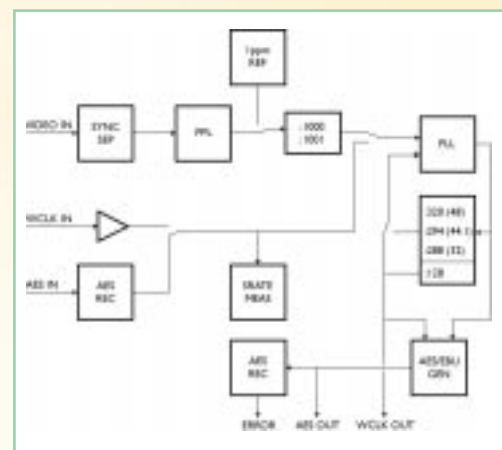 1ppm
REF
VIDEO IN
SYNC
SEP
PPL
: 1000
: 1001
PLL
WCLK IN
:320 (48)
:294 (44.1)
:288 (32)
:128
AES IN
AES
REC
SRATE
MEAS
AES
REC
AES/EBU
GEN
ERROR
AES OUT
WCLK OUT